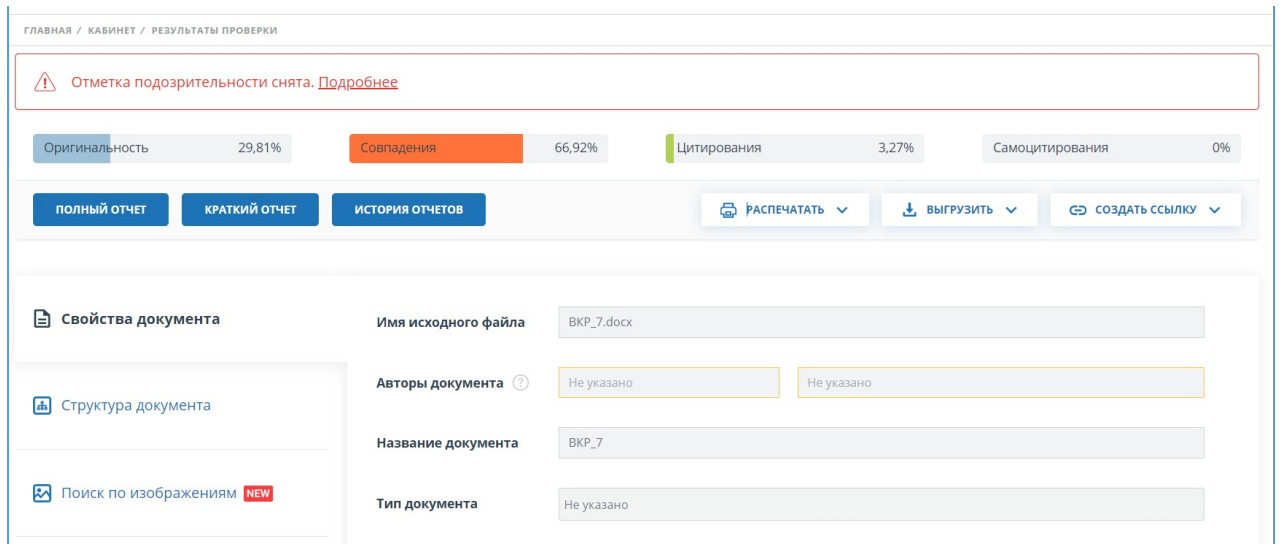 ГЛАВНАЯ / КАБИНЕТ / РЕЗУЛЬТАТЫ ПРОВЕРКИ
Отметка подозрительности снята. Подробнее
Оригинальность 29,81% Совпадения 66,92% Цитирования 3,27% Самоцитирования 0%
ПОЛНЫЙ ОТЧЕТ КРАТКИЙ ОТЧЕТ ИСТОРИЯ ОТЧЕТОВ РАСПЕЧАТАТЬ ВЫГРУЗИТЬ СОЗДАТЬ ССЫЛКУ
Свойства документа
Имя исходного файла ВКР_7.docx
Авторы документа ? Не указано Не указано
Структура документа
Название документа ВКР_7
Поиск по изображениям NEW
Тип документа Не указано